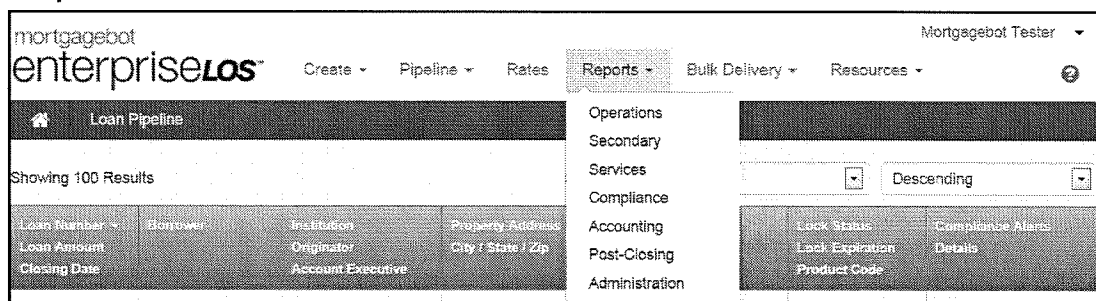 Mortgagebot Tester
mortgagebot
enterpriseLOS
Create Pipeline Rates Reports Bulk Delivery Resources
Loan Pipeline
Operations
Secondary
Services
Compliance
Accounting
Post-Closing
Administration
Showing 100 Results
Descending
Loan Number Borrower Institution Property Address Lock Status Compliance Alerts
Loan Amount Originator City / State / Zip Lock Expiration Details
Closing Date Account Executive Product Code